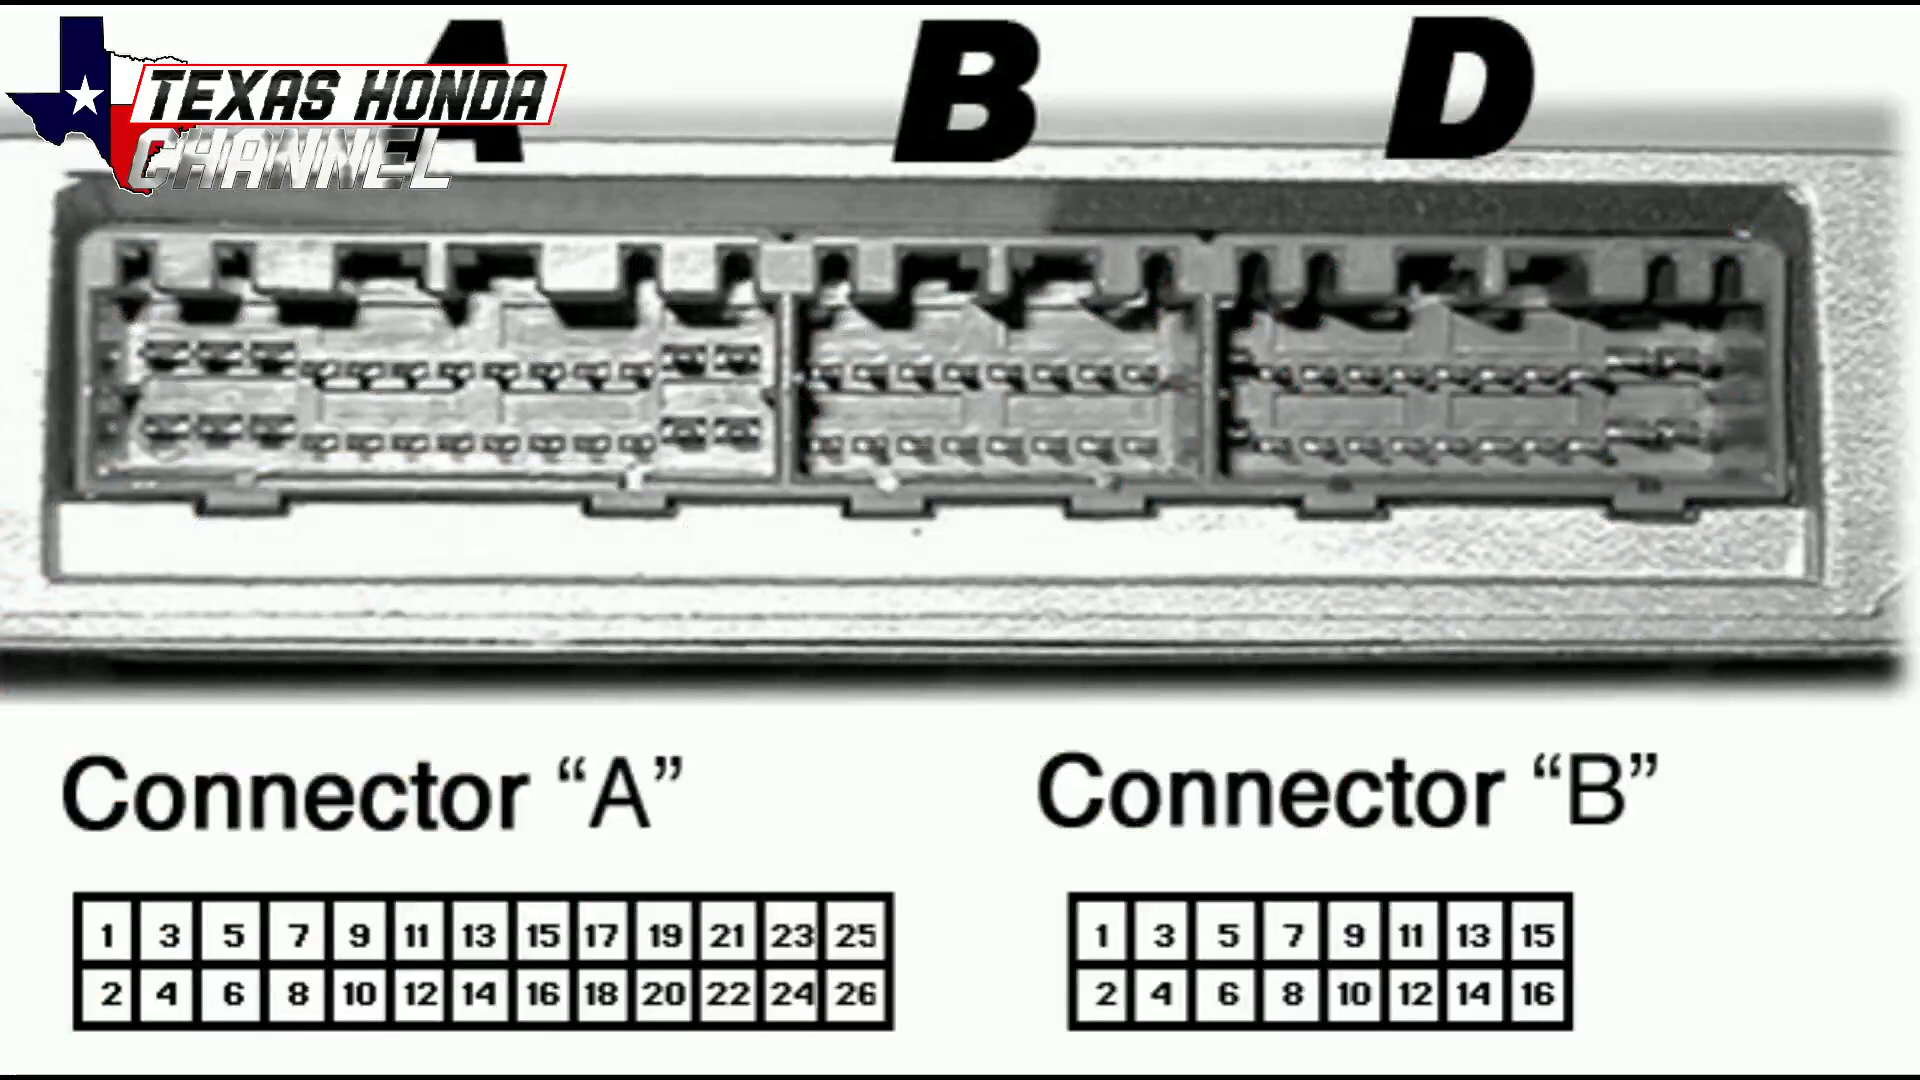 A B D
TEXAS HONDA
CHANNEL
Connector “A” Connector “B”
1 3 5 7 9 11 13 15 17 19 21 23 25
2 4 6 8 10 12 14 16 18 20 22 24 26
1 3 5 7 9 11 13 15
2 4 6 8 10 12 14 16